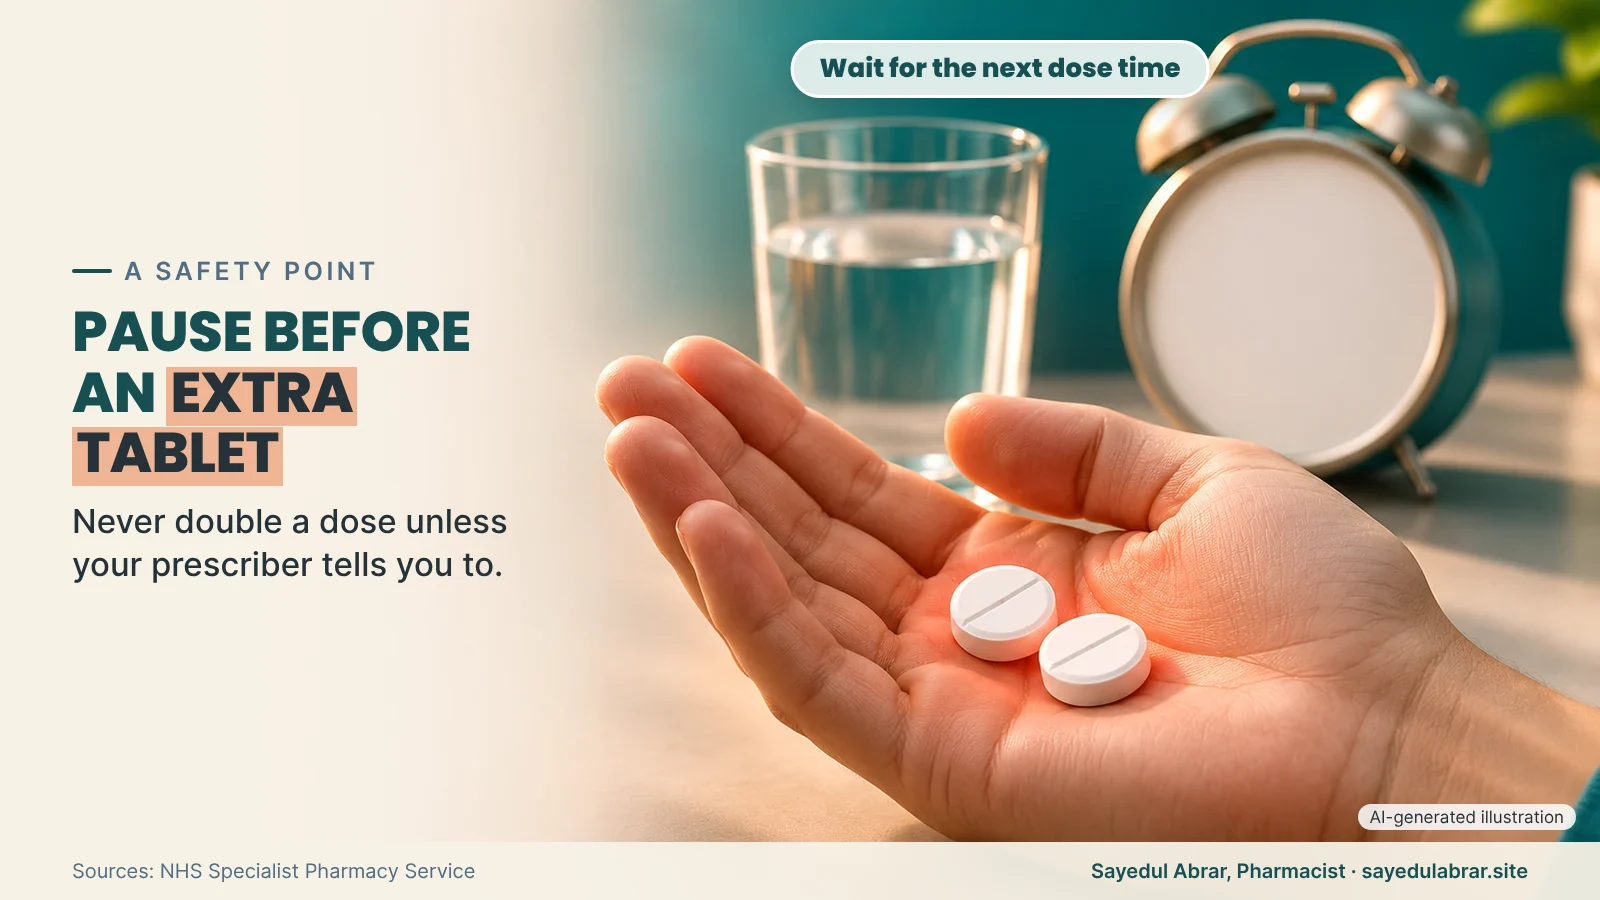 Wait for the next dose time
A SAFETY POINT
PAUSE BEFORE
AN EXTRA
TABLET
Never double a dose unless
your prescriber tells you to.
AI-generated illustration
Sources: NHS Specialist Pharmacy Service
Sayedul Abrar, Pharmacist · sayedulabrar.site